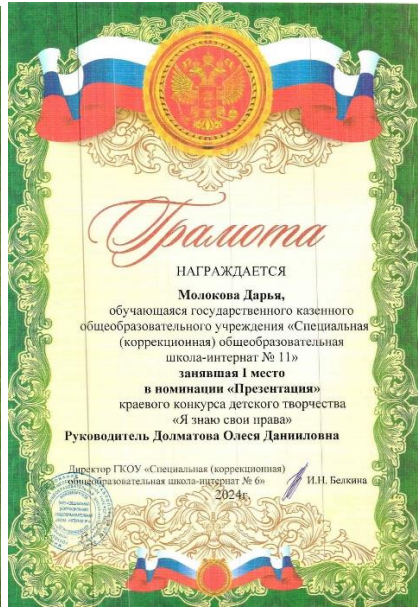 Грамота
НАГРАЖДАЕТСЯ
Молокова Дарья,
обучающаяся государственного казенного
общеобразовательного учреждения «Специальная
(коррекционная) общеобразовательная
школа-интернат № 11»
занявшая I место
в номинации «Презентация»
краевого конкурса детского творчества
«Я знаю свои права»
Руководитель Долматова Олеся Данииловна
Директор ГКОУ «Специальная (коррекционная)
общеобразовательная школа-интернат № 6» И.Н. Белкина
2024г.